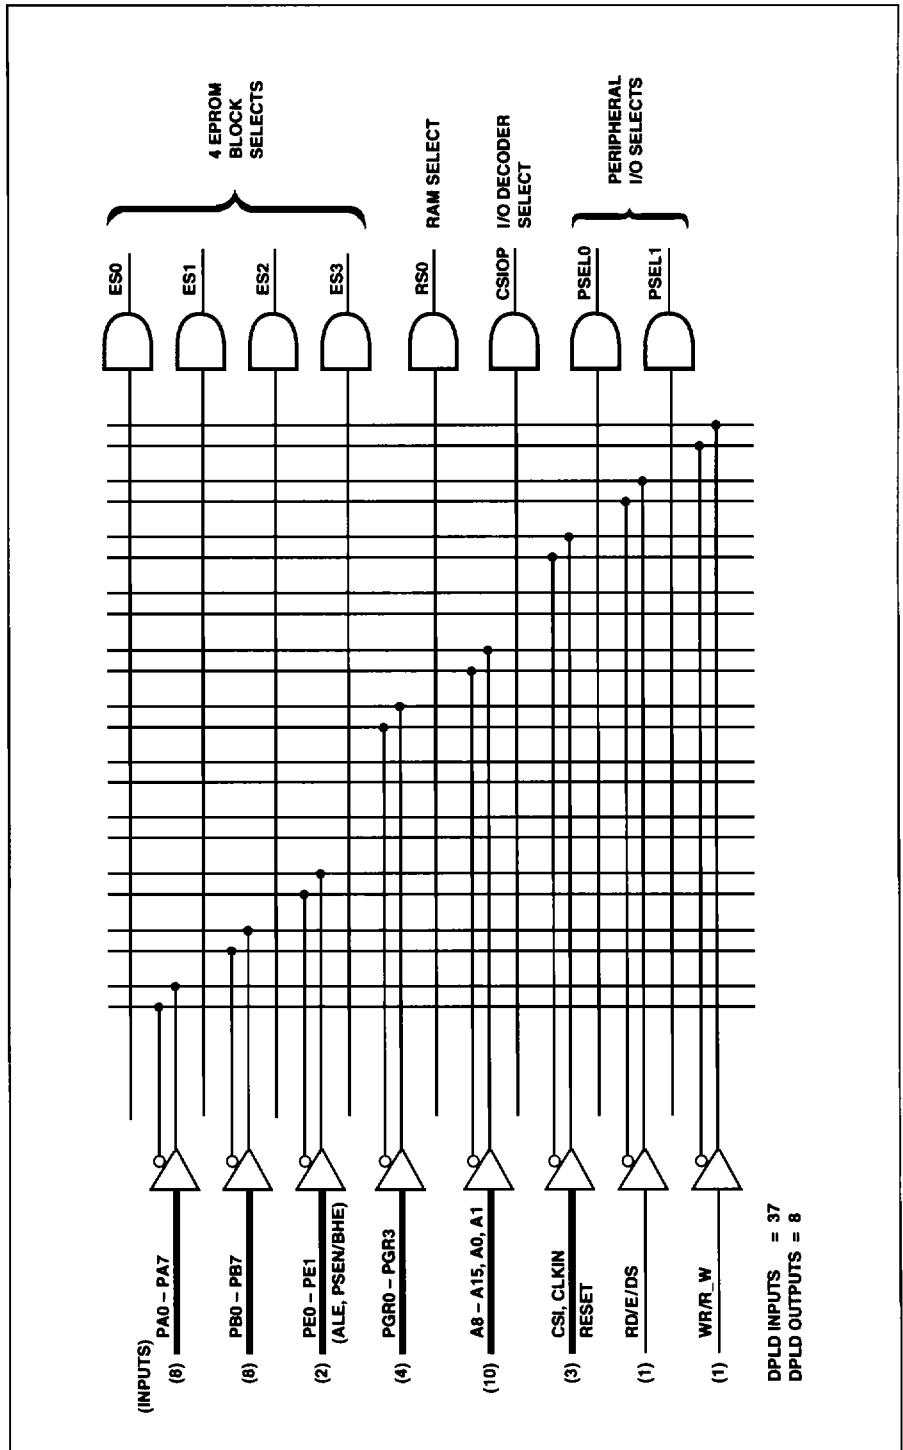 (INPUTS)
(8)
PA0 – PA7
(8)
PB0 – PB7
(2)
PE0 – PE1
(ALE, PSEN/BHE)
(4)
PGR0 – PGR3
(10)
A8 – A15, A0, A1
(3)
CSI, CLKIN
RESET
(1)
RD/E/DS
(1)
WR/R_W
ES0
ES1
ES2
ES3
4 EPROM
BLOCK
SELECTS
RS0
RAM SELECT
CSIOP
I/O DECODER
SELECT
PSEL0
PSEL1
PERIPHERAL
I/O SELECTS
DPLD INPUTS = 37
DPLD OUTPUTS = 8